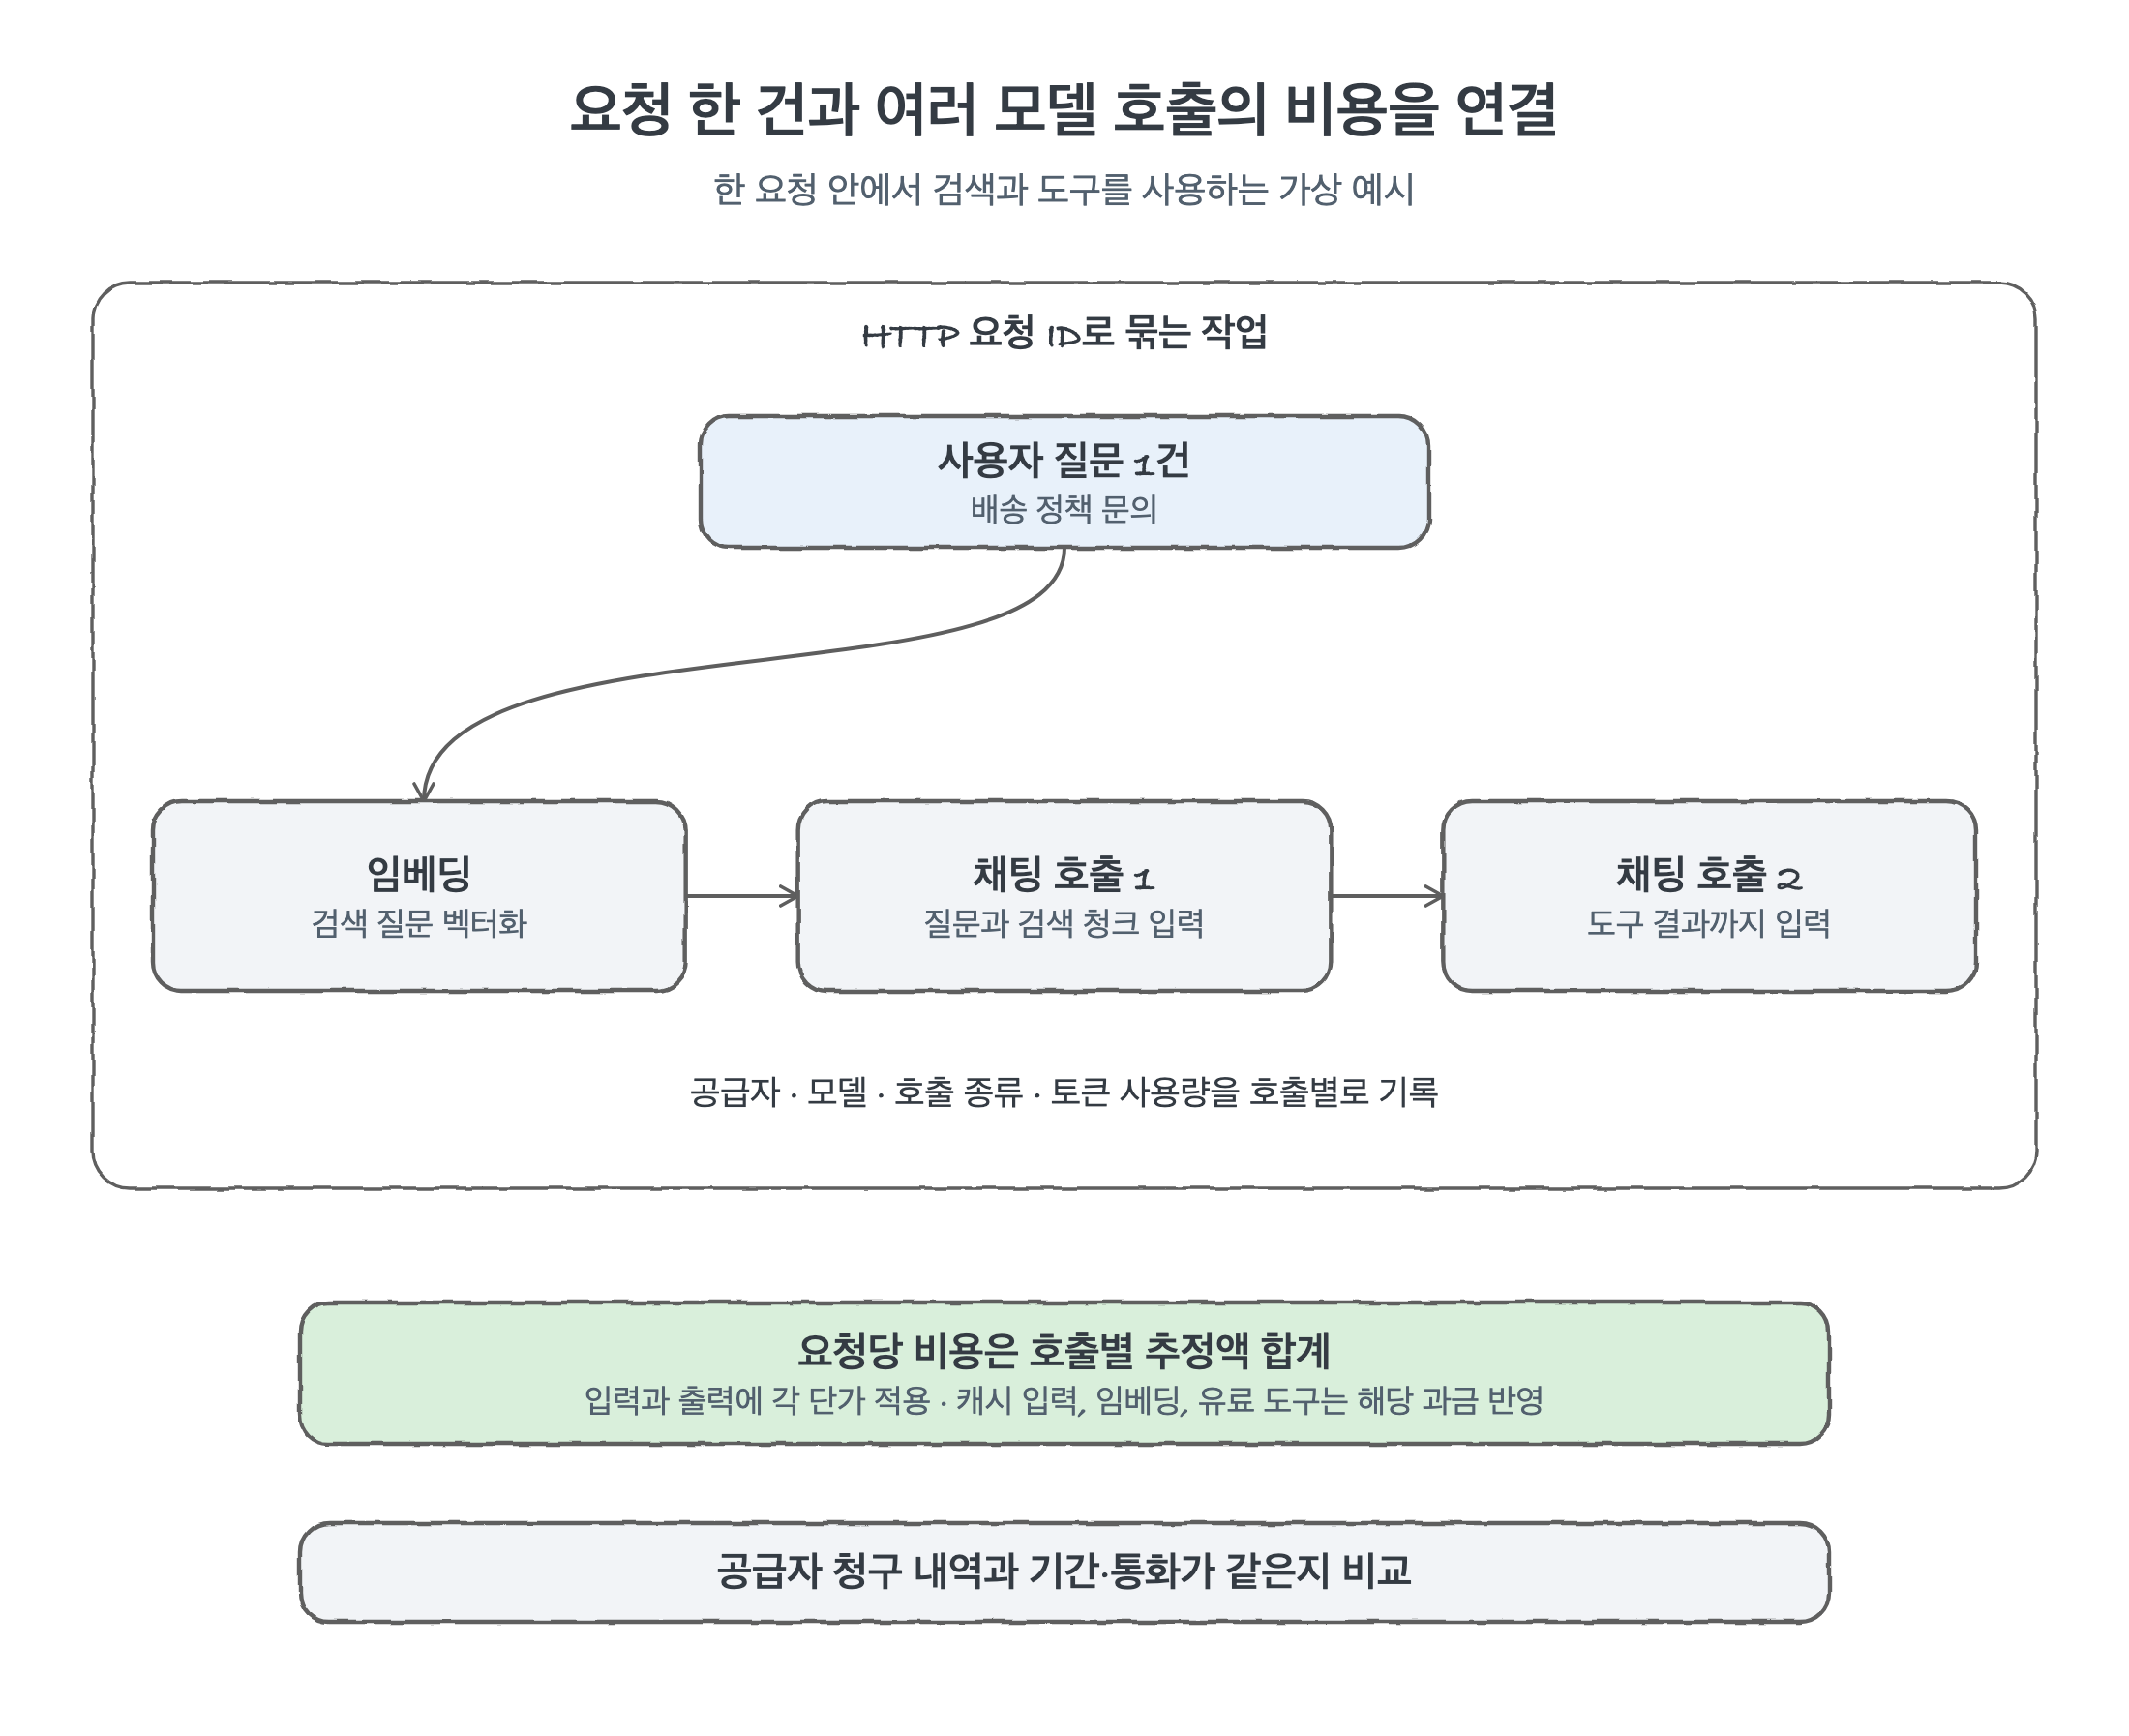 요청 한 건과 여러 모델 호출의 비용을 연결
한 요청 안에서 검색과 도구를 사용하는 가상 예시
HTTP 요청 ID로 묶는 작업
사용자 질문 1건
배송 정책 문의
임베딩
검색 질문 벡터화
채팅 호출 1
질문과 검색 청크 입력
채팅 호출 2
도구 결과까지 입력
공급자 · 모델 · 호출 종류 · 토큰 사용량을 호출별로 기록
요청당 비용은 호출별 추정액 합계
입력과 출력에 각 단가 적용 · 캐시 입력, 임베딩, 유료 도구는 해당 과금 반영
공급자 청구 내역과 기간·통화가 같은지 비교